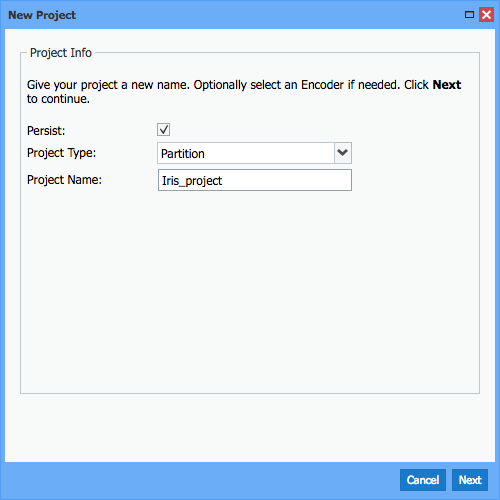 New Project
Project Info
Give your project a new name. Optionally select an Encoder if needed. Click Next
to continue.
Persist:
Project Type: Partition
Project Name: Iris_project
Cancel Next